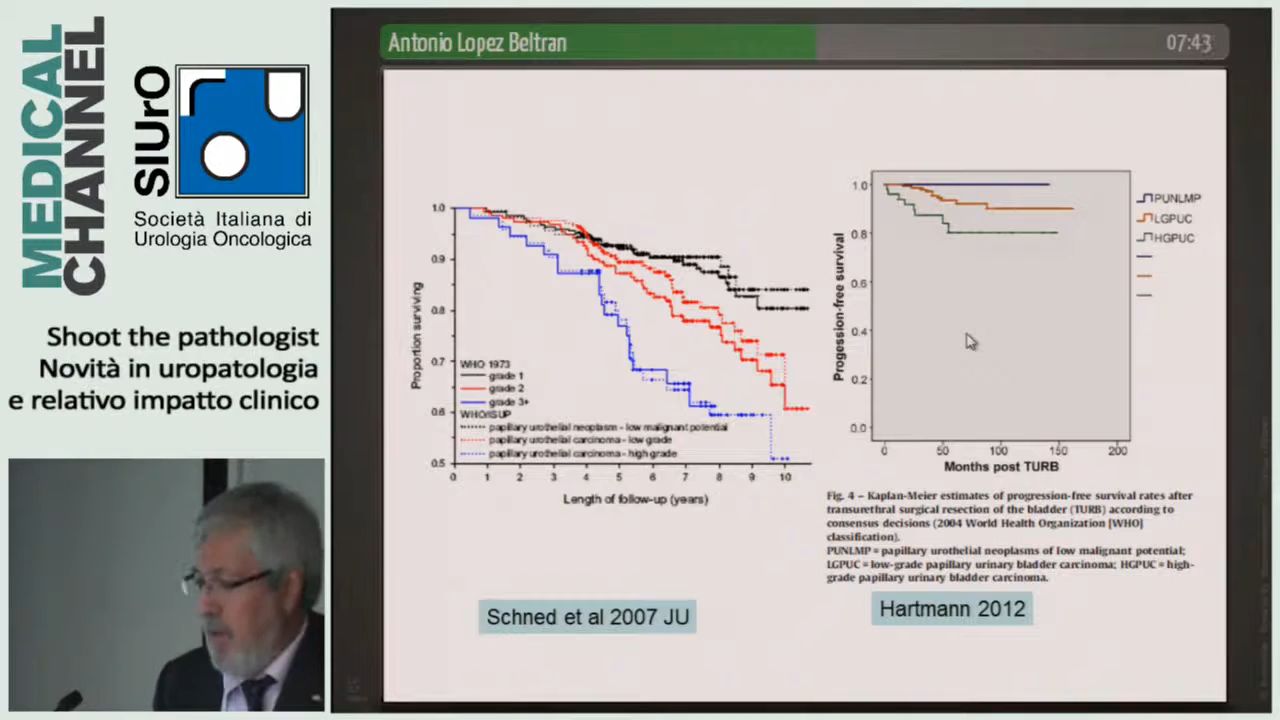 MEDICAL
CHANNEL
SIUrO
Società Italiana di
Urologia Oncologica
Shoot the pathologist
Novità in uropatologia
e relativo impatto clinico
Antonio Lopez Beltran
07:43
1.0
0.9
0.8
0.7
0.6
0.5
Proportion surviving
WHO 1973
grade 1
grade 2
grade 3+
WHO/ISUP
papillary urothelial neoplasm - low malignant potential
papillary urothelial carcinoma - low grade
papillary urothelial carcinoma - high grade
0 1 2 3 4 5 6 7 8 9 10
Length of follow-up (years)
Schned et al 2007 JU
1.0
0.8
0.6
0.4
0.2
0.0
Progession-free survival
PUNLMP
LGPUC
HGPUC
0 50 100 150 200
Months post TURB
Fig. 4 – Kaplan-Meier estimates of progression-free survival rates after
transurethral surgical resection of the bladder (TURB) according to
consensus decisions (2004 World Health Organization [WHO]
classification).
PUNLMP = papillary urothelial neoplasms of low malignant potential;
LGPUC = low-grade papillary urinary bladder carcinoma; HGPUC = high-
grade papillary urinary bladder carcinoma.
Hartmann 2012